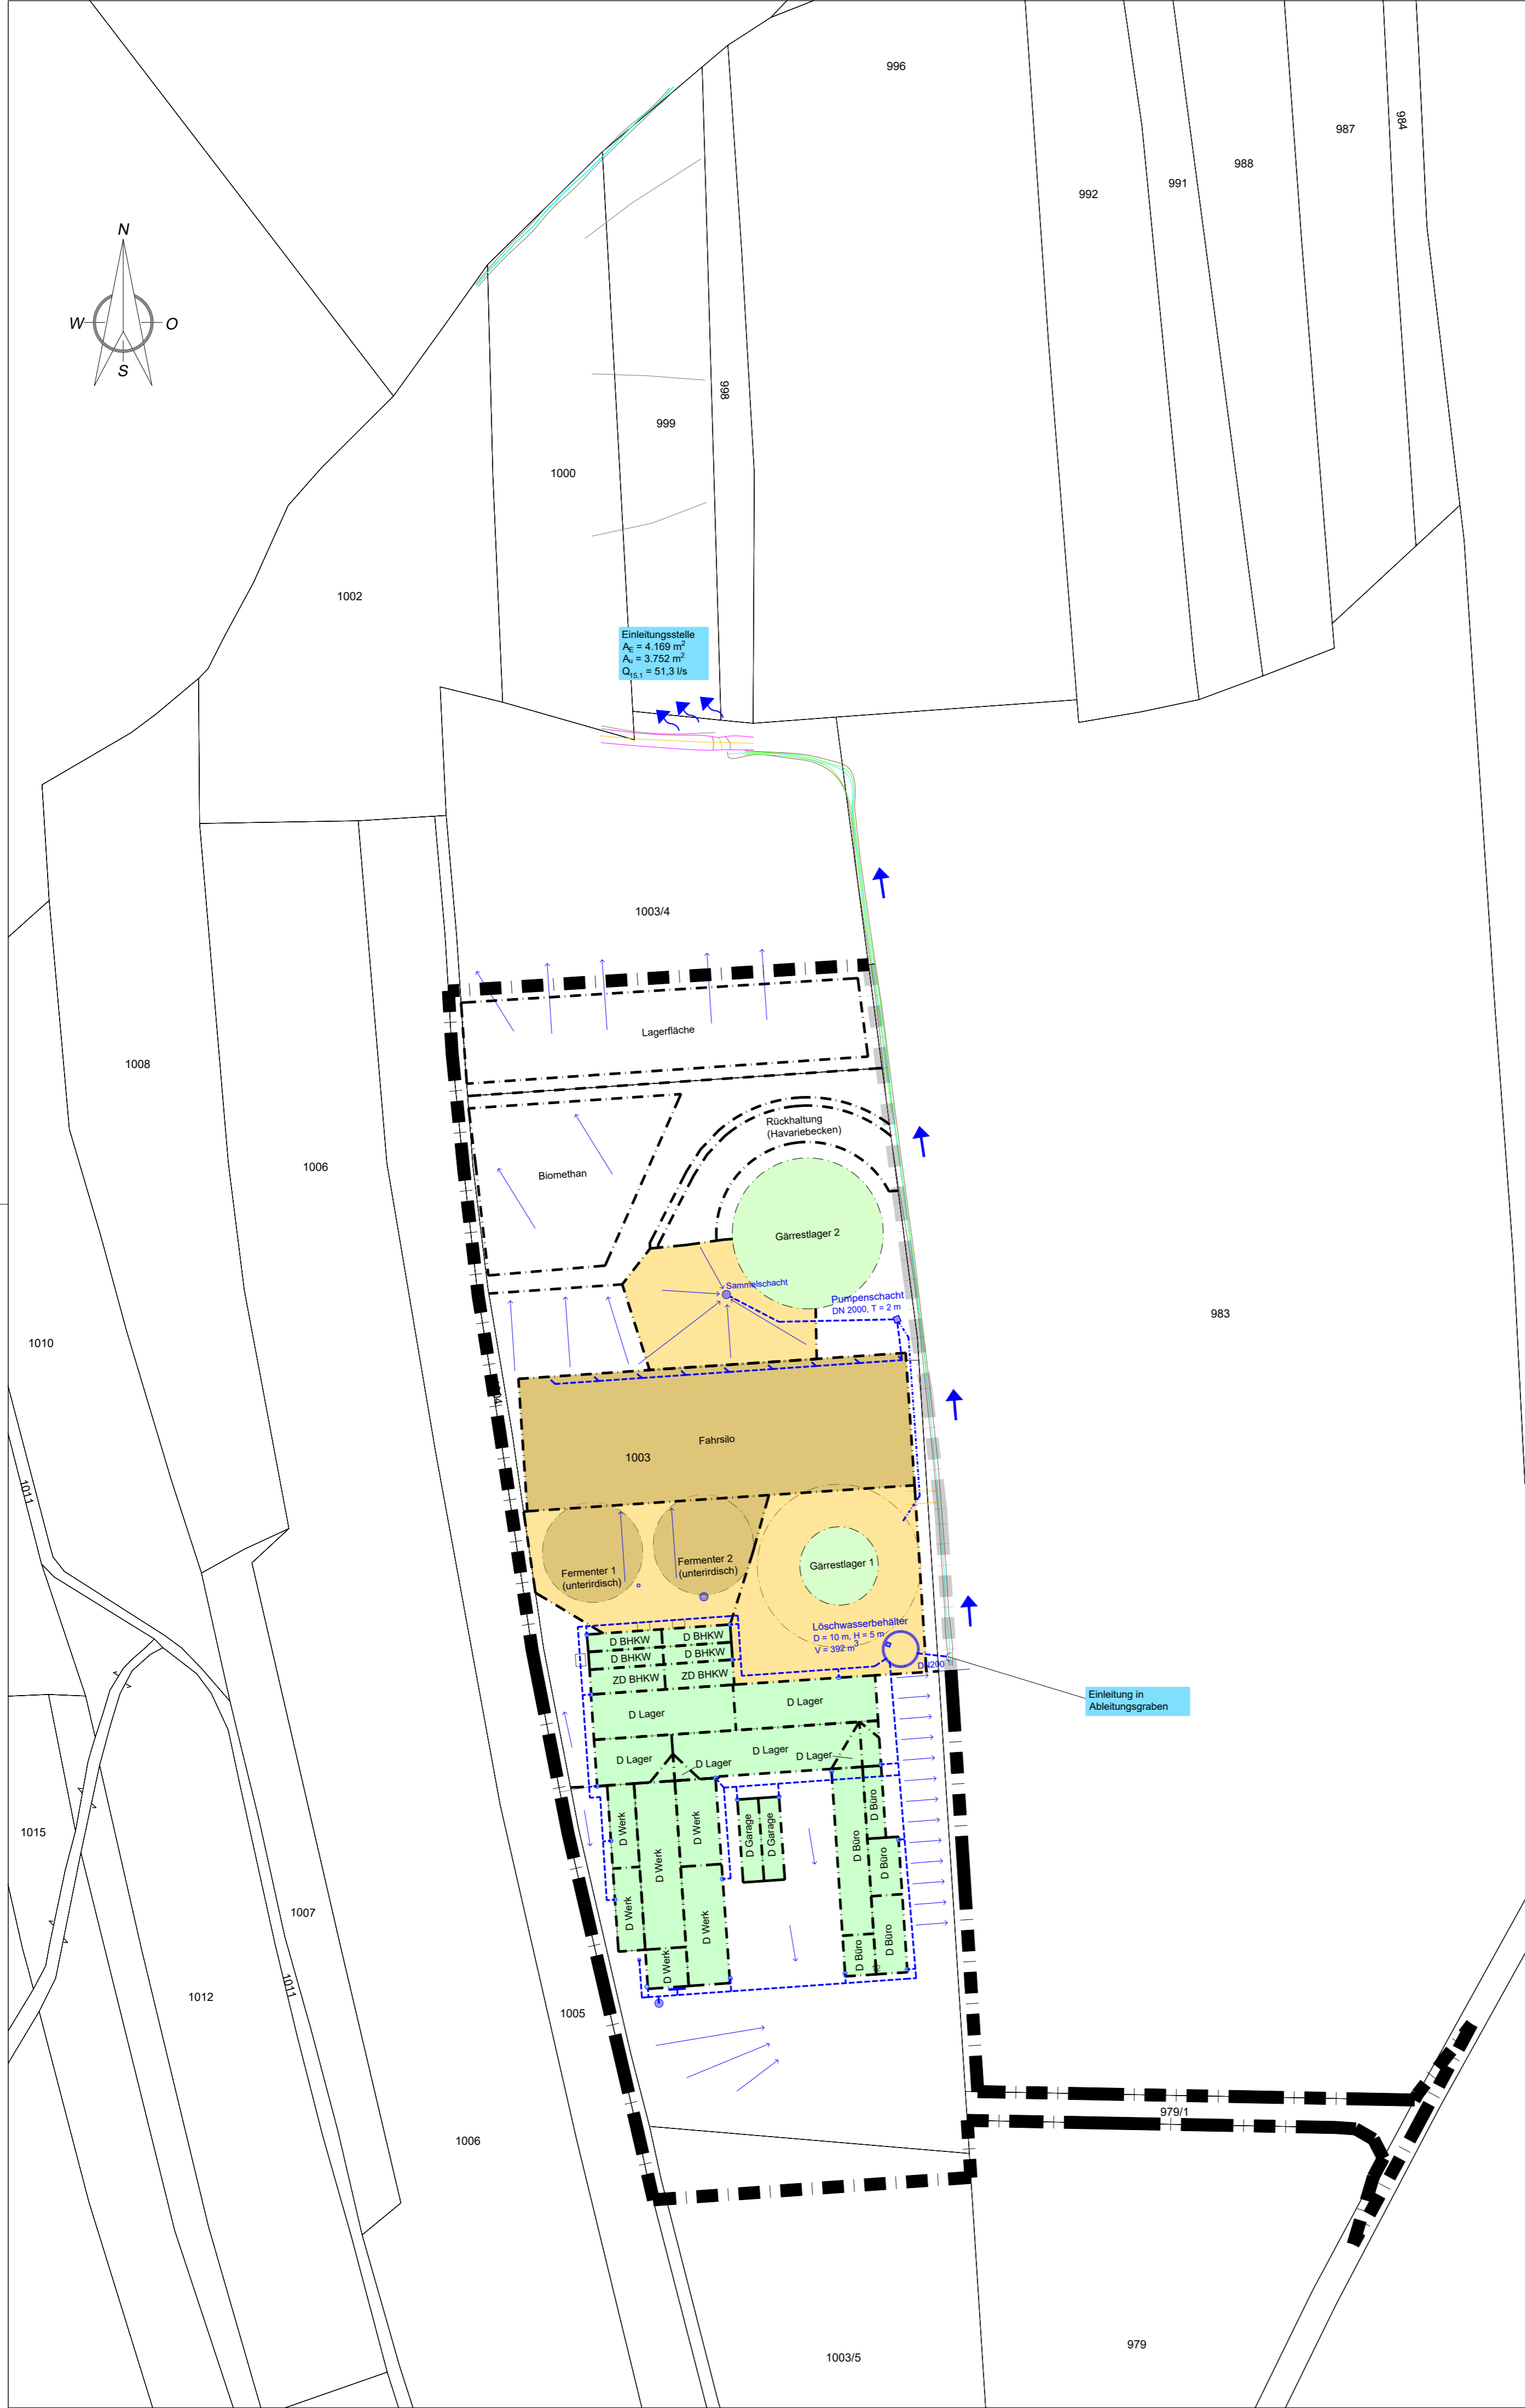 996
987
984
988
991
992
N
W
O
S
998
999
1000
1002
Einleitungsstelle
A_E = 4.169 m²
A_u = 3.752 m²
Q_15,1 = 51,3 l/s
1003/4
Lagerfläche
1008
Rückhaltung
(Havariebecken)
1006
Biomethan
Gärrestlager 2
Sammelschacht
Pumpenschacht
DN 2000, T = 2 m
983
1010
Fahrsilo
1003
1011
Fermenter 1
(unterirdisch)
Fermenter 2
(unterirdisch)
Gärrestlager 1
Löschwasserbehälter
D = 10 m, H = 5 m
V = 392 m³
DN200
D BHKW
D BHKW
D BHKW
D BHKW
ZD BHKW
ZD BHKW
Einleitung in
Ableitungsgraben
D Lager
D Lager
D Lager
D Lager
D Lager
D Lager
D Werk
D Werk
D Werk
D Garage
D Garage
D Büro
D Büro
D Büro
D Werk
D Werk
D Werk
D Büro
D Büro
1015
1007
1011
1012
1005
979/1
1006
1003/5
979